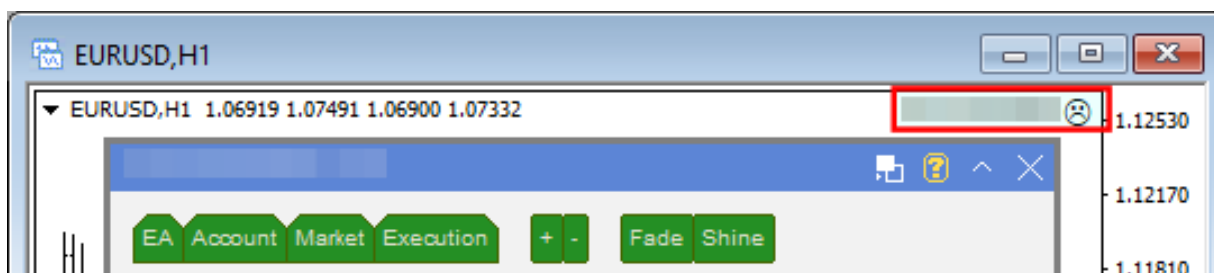 EURUSD,H1
EURUSD,H1 1.06919 1.07491 1.06900 1.07332
1.12530
1.12170
EA Account Market Execution + - Fade Shine
1.11810